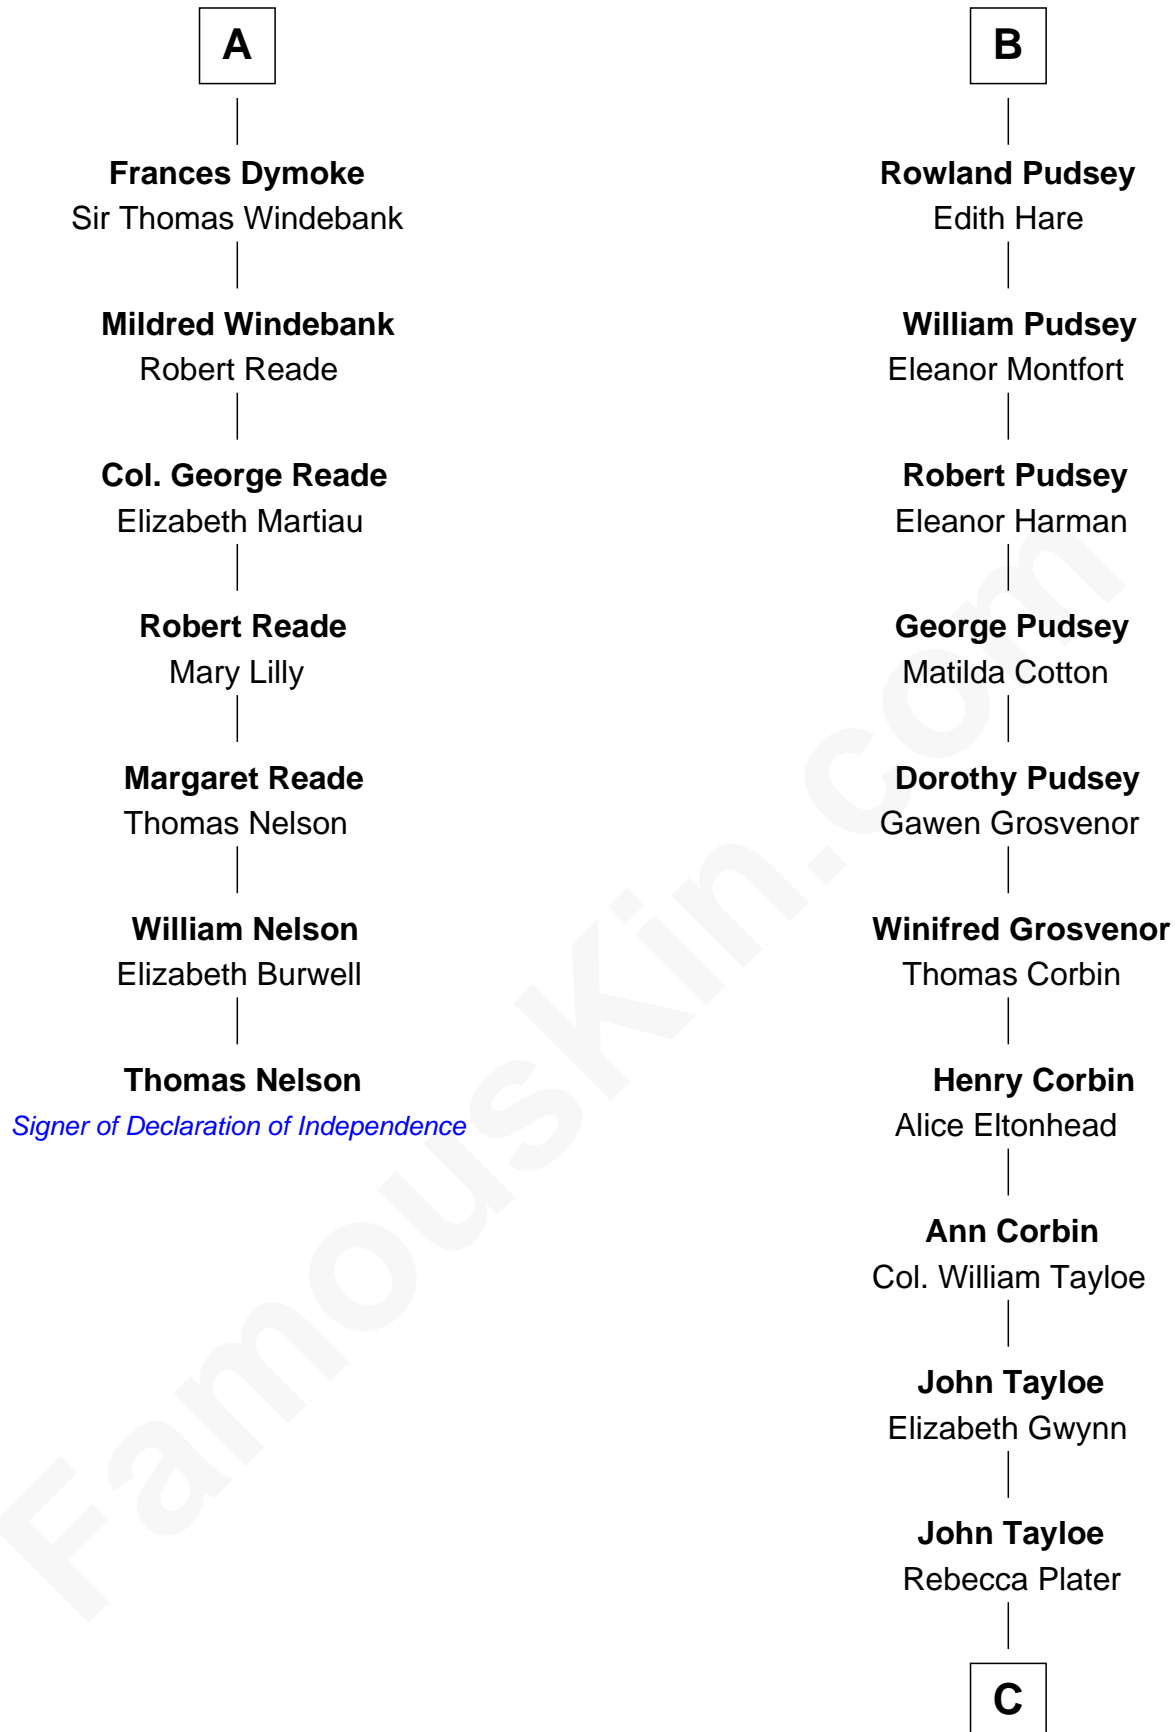 A
Frances Dymoke
Sir Thomas Windebank
Mildred Windebank
Robert Reade
Col. George Reade
Elizabeth Martiau
Robert Reade
Mary Lilly
Margaret Reade
Thomas Nelson
William Nelson
Elizabeth Burwell
Thomas Nelson
Signer of Declaration of Independence
B
Rowland Pudsey
Edith Hare
William Pudsey
Eleanor Montfort
Robert Pudsey
Eleanor Harman
George Pudsey
Matilda Cotton
Dorothy Pudsey
Gawen Grosvenor
Winifred Grosvenor
Thomas Corbin
Henry Corbin
Alice Eltonhead
Ann Corbin
Col. William Tayloe
John Tayloe
Elizabeth Gwynn
John Tayloe
Rebecca Plater
C
FamousKin.com